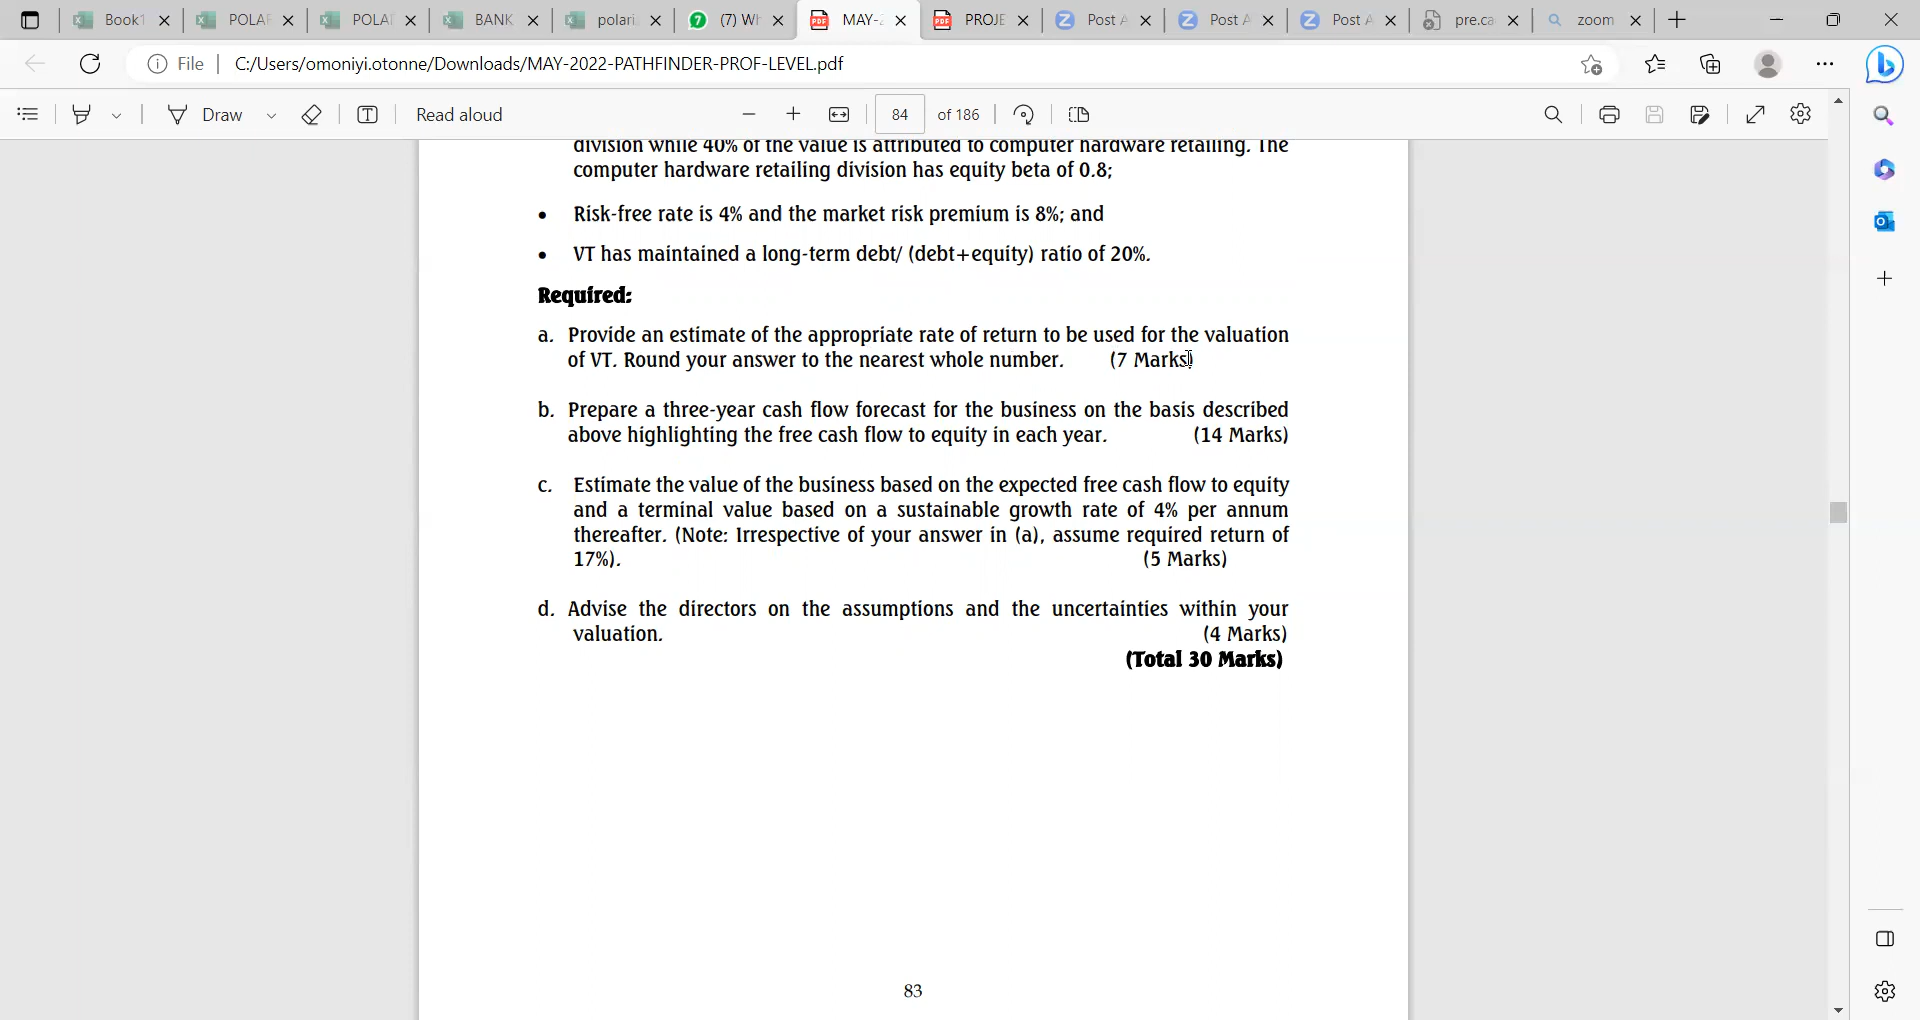 Book1
POLAR
POLAI
BANK
polari
(7) Wh
MAY-2
PROJE
Post A
Post A
Post A
pre.ca
zoom
File
C:/Users/omoniyi.otonne/Downloads/MAY-2022-PATHFINDER-PROF-LEVEL.pdf
Draw
Read aloud
84 of 186
division while 40% of the value is attributed to computer hardware retailing. The
computer hardware retailing division has equity beta of 0.8;
• Risk-free rate is 4% and the market risk premium is 8%; and
• VT has maintained a long-term debt/ (debt+equity) ratio of 20%.
Required:
a. Provide an estimate of the appropriate rate of return to be used for the valuation
of VT. Round your answer to the nearest whole number. (7 Marks)
b. Prepare a three-year cash flow forecast for the business on the basis described
above highlighting the free cash flow to equity in each year. (14 Marks)
c. Estimate the value of the business based on the expected free cash flow to equity
and a terminal value based on a sustainable growth rate of 4% per annum
thereafter. (Note: Irrespective of your answer in (a), assume required return of
17%). (5 Marks)
d. Advise the directors on the assumptions and the uncertainties within your
valuation. (4 Marks)
(Total 30 Marks)
83